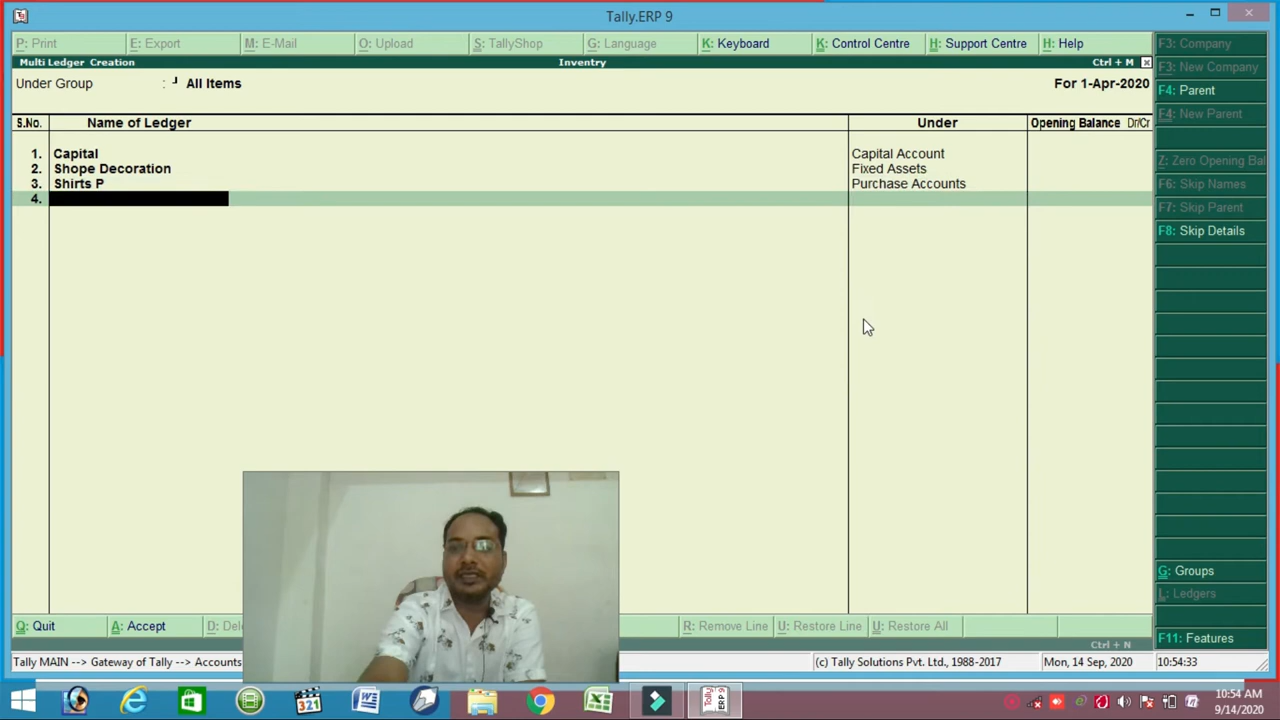 Tally.ERP 9
P: Print E: Export M: E-Mail O: Upload S: TallyShop G: Language K: Keyboard K: Control Centre H: Support Centre H: Help
Multi Ledger Creation Inventry Ctrl + M
Under Group : All Items For 1-Apr-2020
S.No. Name of Ledger Under Opening Balance Dr/Cr
1. Capital Capital Account
2. Shope Decoration Fixed Assets
3. Shirts P Purchase Accounts
4.
F3: Company
F3: New Company
F4: Parent
F4: New Parent
Z: Zero Opening Bal
F6: Skip Names
F7: Skip Parent
F8: Skip Details
G: Groups
L: Ledgers
F11: Features
Q: Quit A: Accept D: Del R: Remove Line U: Restore Line U: Restore All
Ctrl + N
Tally MAIN --> Gateway of Tally --> Accounts (c) Tally Solutions Pvt. Ltd., 1988-2017 Mon, 14 Sep, 2020 10:54:33
321
Tally ERP 9
10:54 AM
9/14/2020